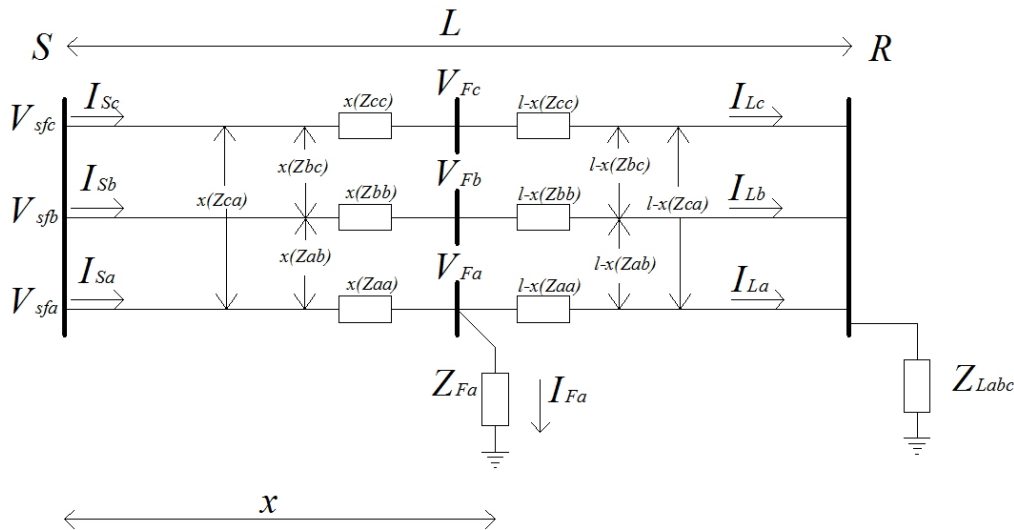 L
S R
I_Sc V_Fc I_Lc
x(Zcc) l-x(Zcc)
V_sfc
x(Zbc) l-x(Zbc)
I_Sb V_Fb I_Lb
x(Zca) x(Zbb) l-x(Zbb) l-x(Zca)
V_sfb
x(Zab) l-x(Zab)
I_Sa V_Fa I_La
x(Zaa) l-x(Zaa)
V_sfa
Z_Fa I_Fa Z_Labc
x